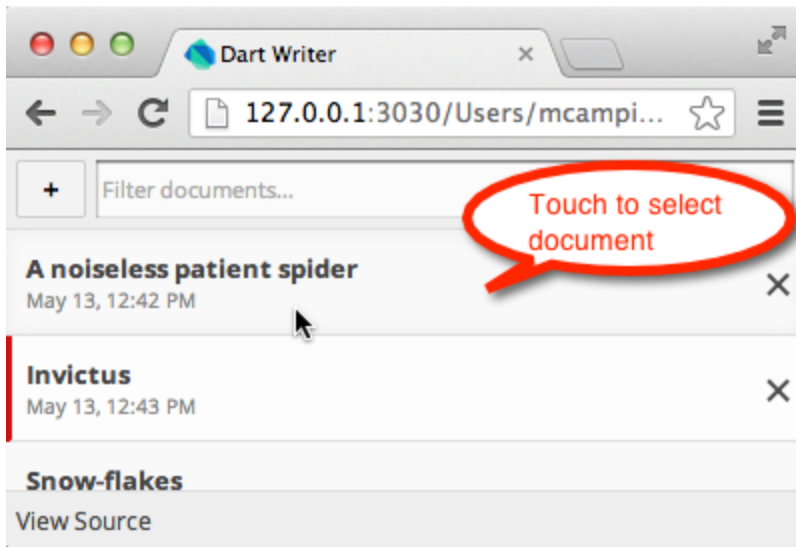 Dart Writer
127.0.0.1:3030/Users/mcampi...
+ Filter documents...
Touch to select
document
A noiseless patient spider
May 13, 12:42 PM
Invictus
May 13, 12:43 PM
Snow-flakes
View Source